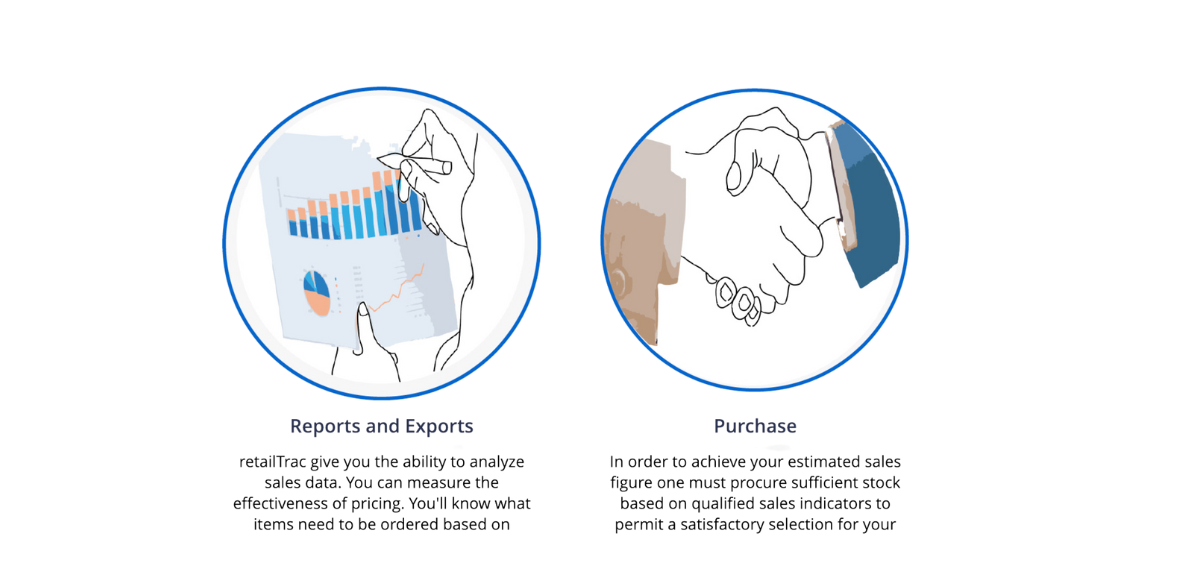 Reports and Exports
retailTrac give you the ability to analyze
sales data. You can measure the
effectiveness of pricing. You'll know what
items need to be ordered based on
Purchase
In order to achieve your estimated sales
figure one must procure sufficient stock
based on qualified sales indicators to
permit a satisfactory selection for your